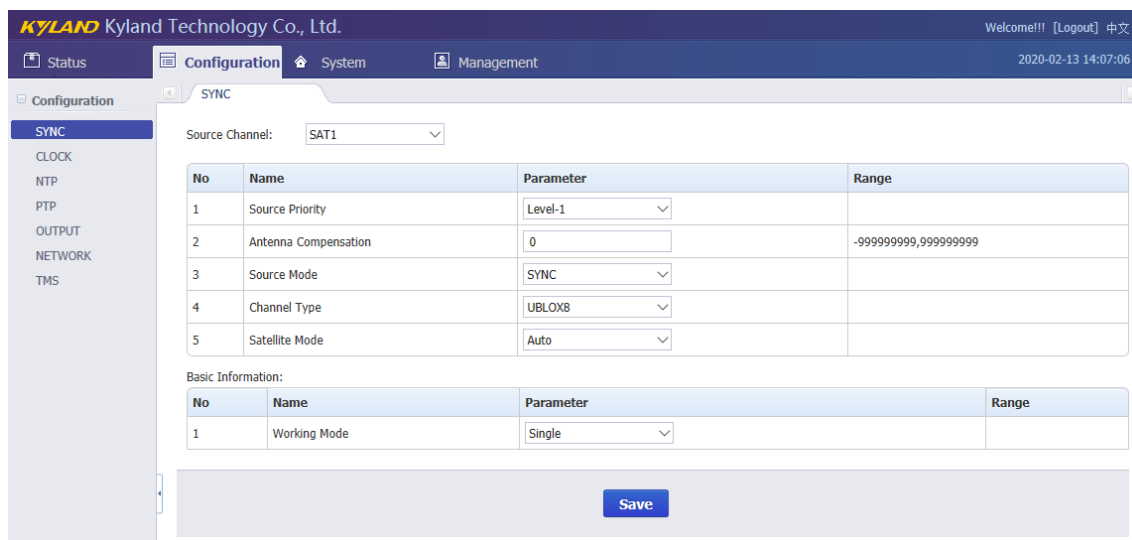 KYLAND Kyland Technology Co., Ltd. Welcome!!! [Logout] 中文
Status Configuration System Management 2020-02-13 14:07:06
Configuration
SYNC
CLOCK
NTP
PTP
OUTPUT
NETWORK
TMS
SYNC
Source Channel: SAT1
No Name Parameter Range
1 Source Priority Level-1
2 Antenna Compensation 0 -999999999,999999999
3 Source Mode SYNC
4 Channel Type UBLOX8
5 Satellite Mode Auto
Basic Information:
No Name Parameter Range
1 Working Mode Single
Save